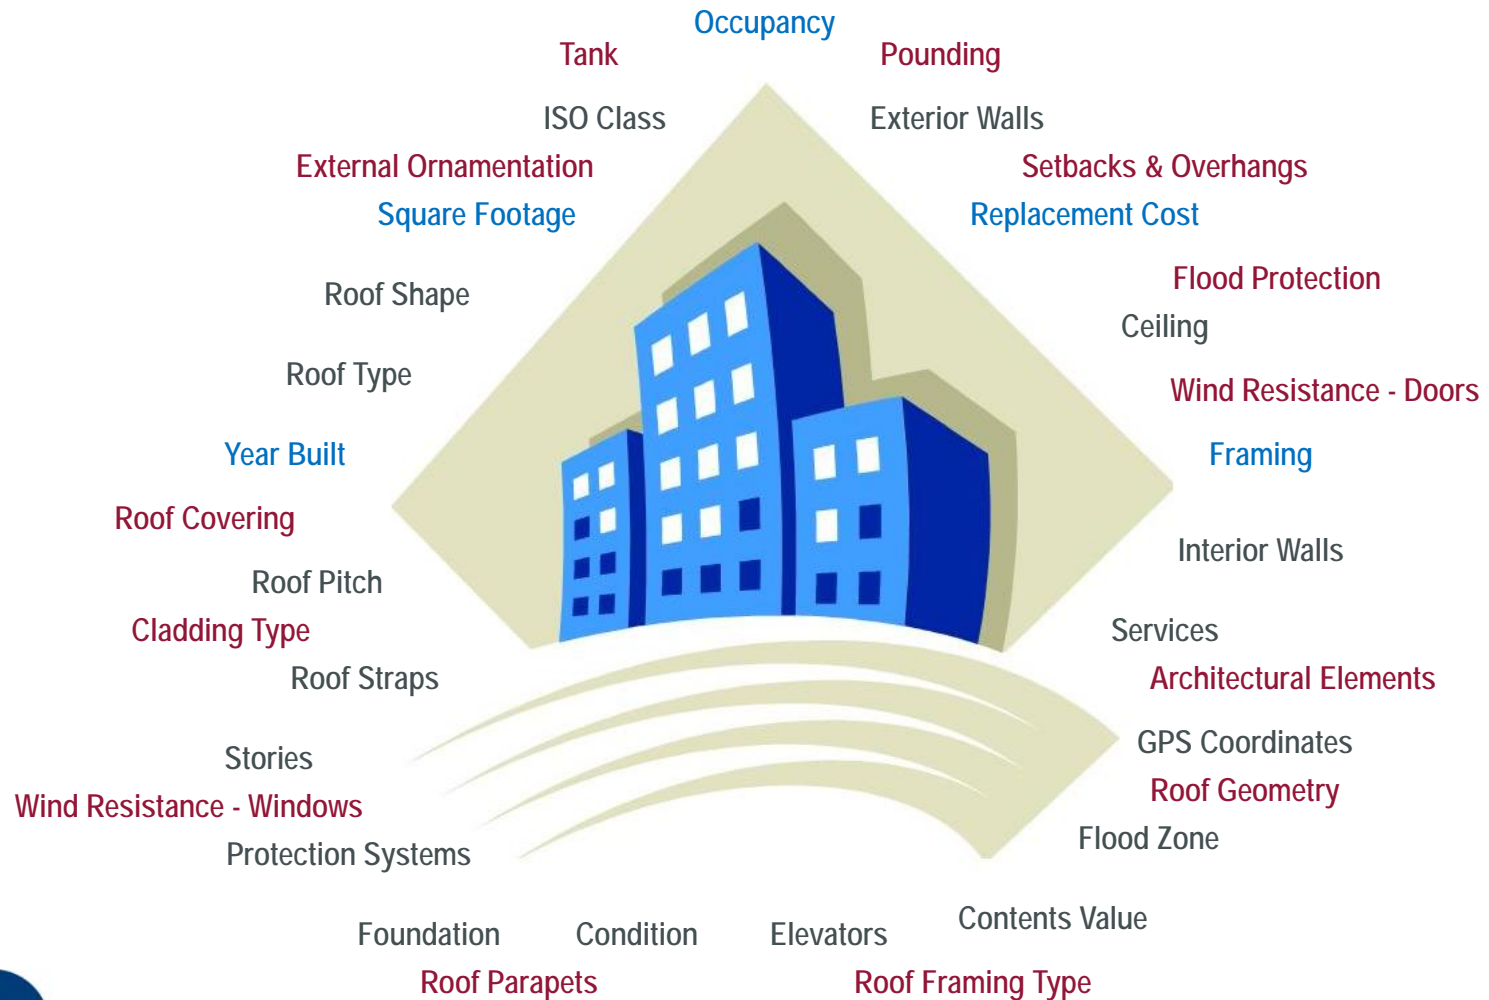 Occupancy
Tank
Pounding
ISO Class
Exterior Walls
External Ornamentation
Setbacks & Overhangs
Square Footage
Replacement Cost
Flood Protection
Roof Shape
Ceiling
Roof Type
Wind Resistance - Doors
Year Built
Framing
Roof Covering
Interior Walls
Roof Pitch
Cladding Type
Services
Roof Straps
Architectural Elements
GPS Coordinates
Stories
Roof Geometry
Wind Resistance - Windows
Flood Zone
Protection Systems
Contents Value
Foundation
Condition
Elevators
Roof Parapets
Roof Framing Type